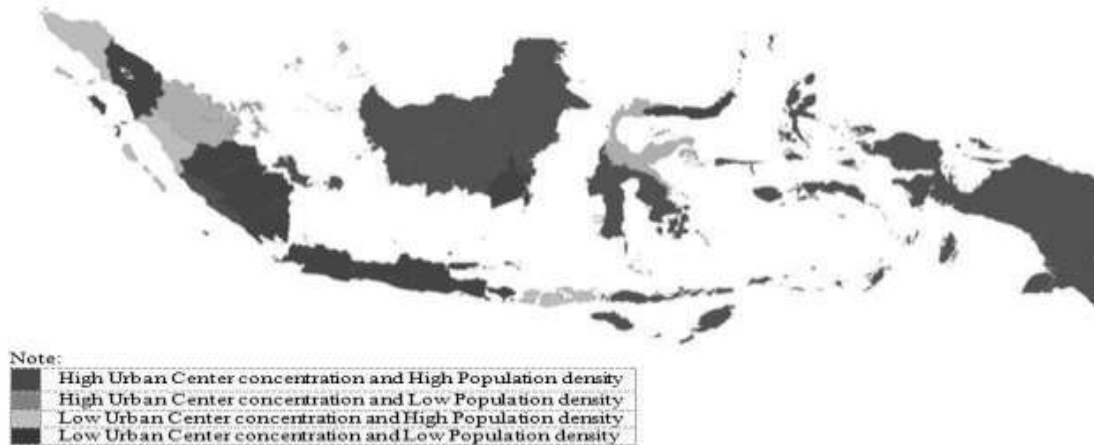 Note:
High Urban Center concentration and High Population density
High Urban Center concentration and Low Population density
Low Urban Center concentration and High Population density
Low Urban Center concentration and Low Population density